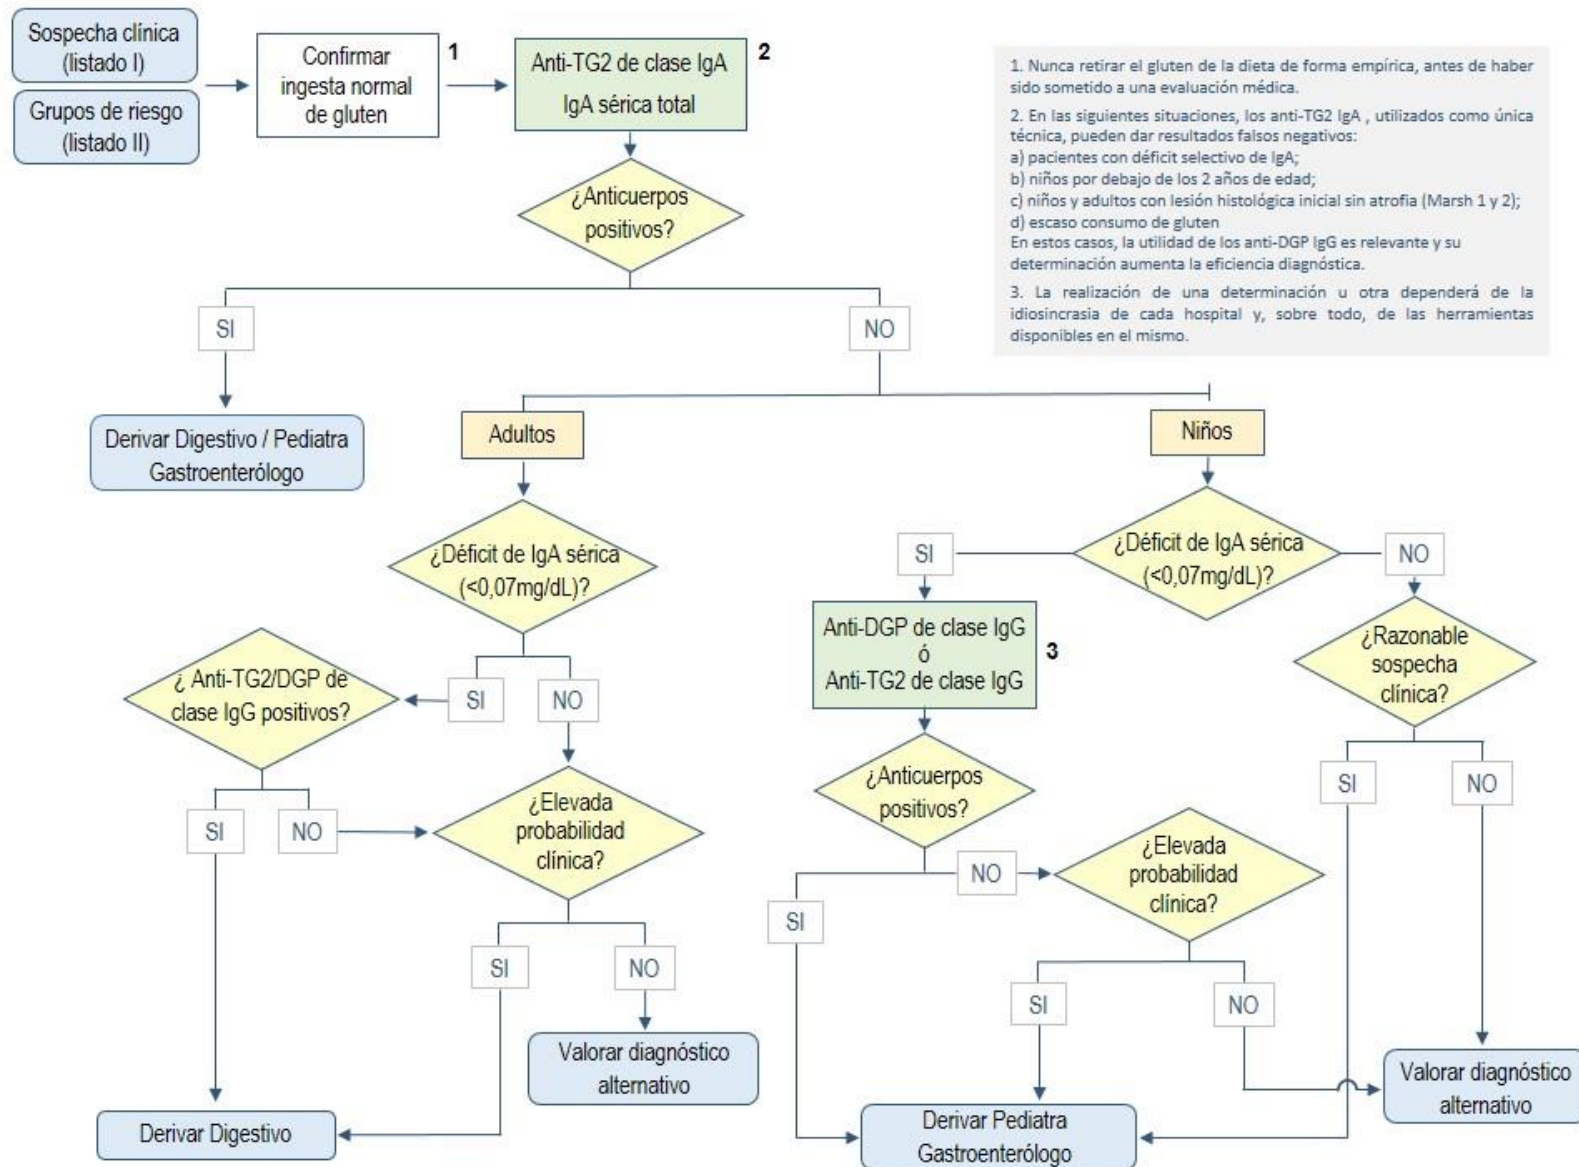 Sospecha clínica
(listado I)
Grupos de riesgo
(listado II)
Confirmar
ingesta normal
de gluten
1
Anti-TG2 de clase IgA
IgA sérica total
2
1. Nunca retirar el gluten de la dieta de forma empírica, antes de haber
sido sometido a una evaluación médica.
2. En las siguientes situaciones, los anti-TG2 IgA , utilizados como única
técnica, pueden dar resultados falsos negativos:
a) pacientes con déficit selectivo de IgA;
b) niños por debajo de los 2 años de edad;
c) niños y adultos con lesión histológica inicial sin atrofia (Marsh 1 y 2);
d) escaso consumo de gluten
En estos casos, la utilidad de los anti-DGP IgG es relevante y su
determinación aumenta la eficiencia diagnóstica.
3. La realización de una determinación u otra dependerá de la
idiosincrasia de cada hospital y, sobre todo, de las herramientas
disponibles en el mismo.
¿Anticuerpos
positivos?
SI
NO
Derivar Digestivo / Pediatra
Gastroenterólogo
Adultos
Niños
¿Déficit de IgA sérica
(<0,07mg/dL)?
SI
NO
¿ Anti-TG2/DGP de
clase IgG positivos?
SI
NO
¿Elevada
probabilidad
clínica?
SI
NO
Valorar diagnóstico
alternativo
Derivar Digestivo
¿Déficit de IgA sérica
(<0,07mg/dL)?
SI
NO
Anti-DGP de clase IgG
ó
Anti-TG2 de clase IgG
3
¿Razonable
sospecha
clínica?
SI
NO
¿Anticuerpos
positivos?
SI
NO
¿Elevada
probabilidad
clínica?
SI
NO
Derivar Pediatra
Gastroenterólogo
Valorar diagnóstico
alternativo